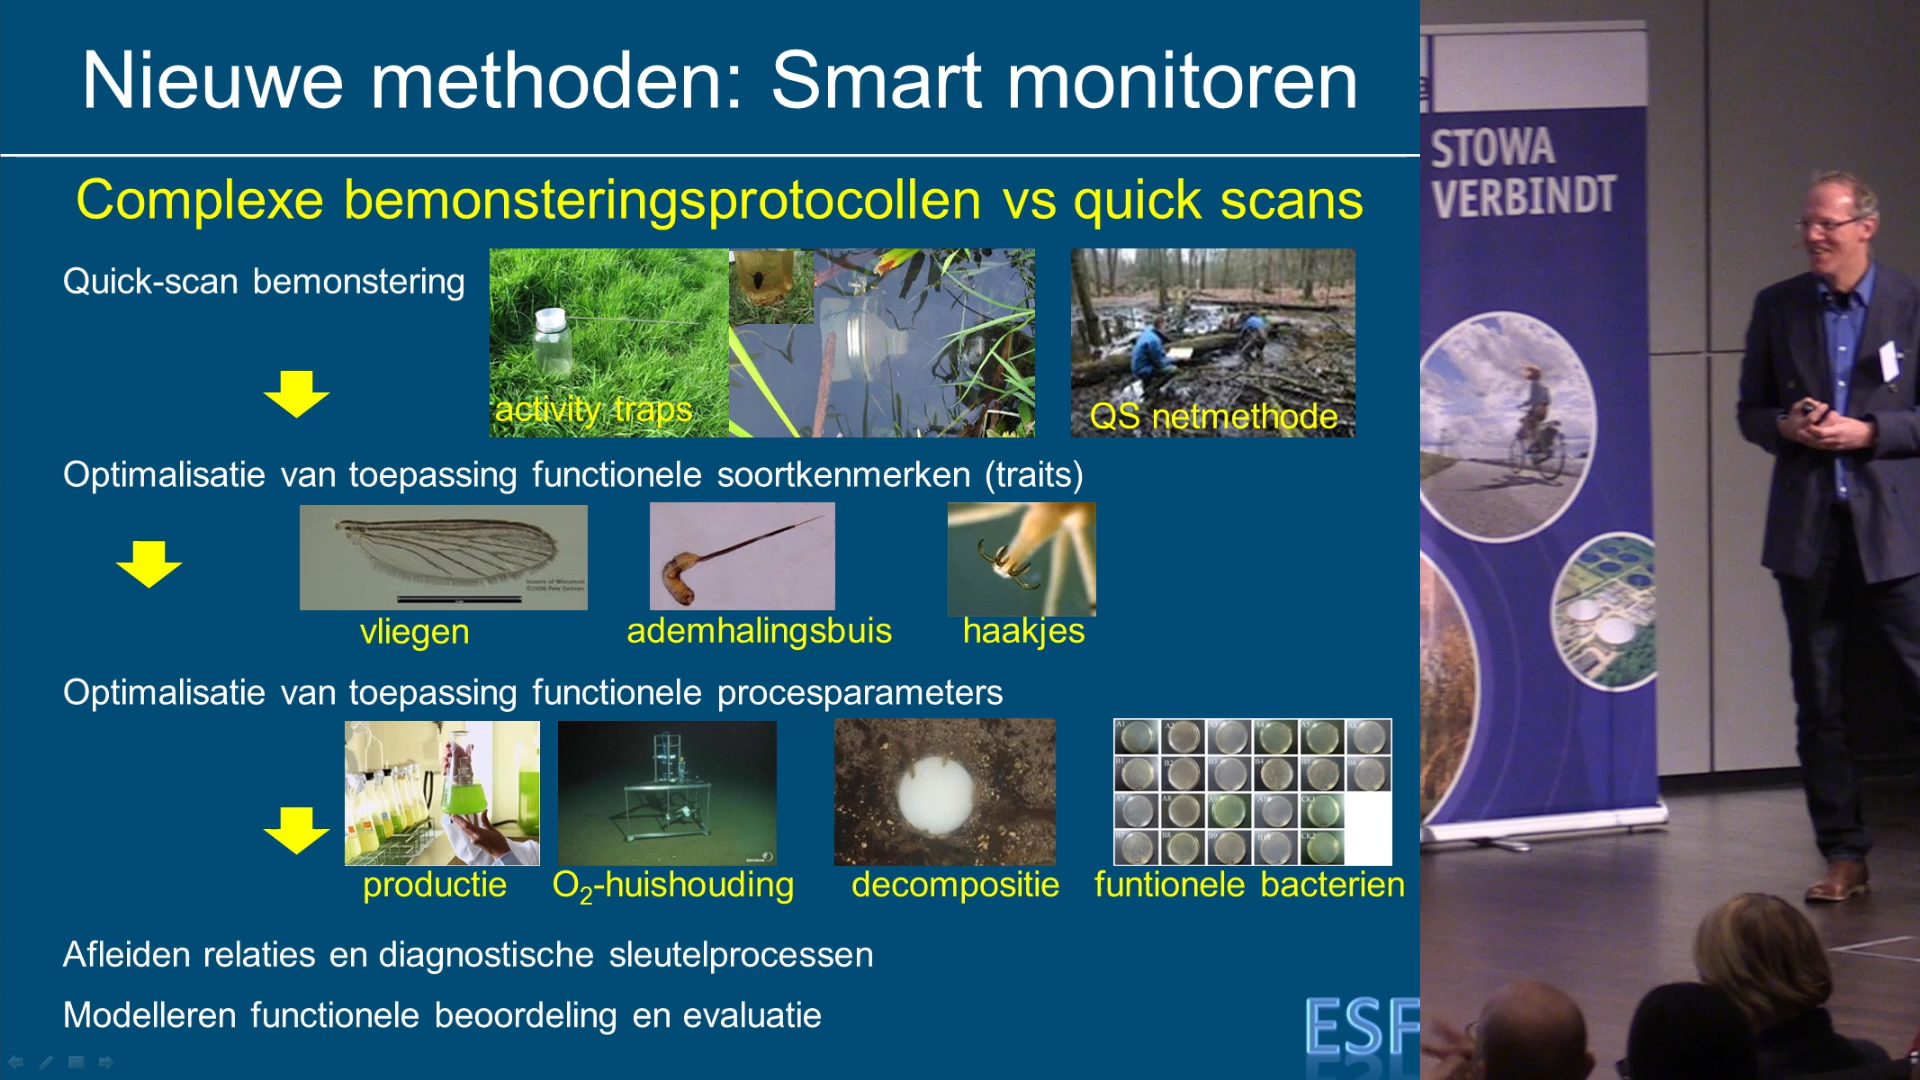 Nieuwe methoden: Smart monitoren
Complexe bemonsteringsprotocollen vs quick scans
Quick-scan bemonstering
activity traps
QS netmethode
Optimalisatie van toepassing functionele soortkenmerken (traits)
vliegen
ademhalingsbuis
haakjes
Optimalisatie van toepassing functionele procesparameters
productie
O2-huishouding
decompositie
funtionele bacterien
Afleiden relaties en diagnostische sleutelprocessen
Modelleren functionele beoordeling en evaluatie
ESF
STOWA
VERBINDT